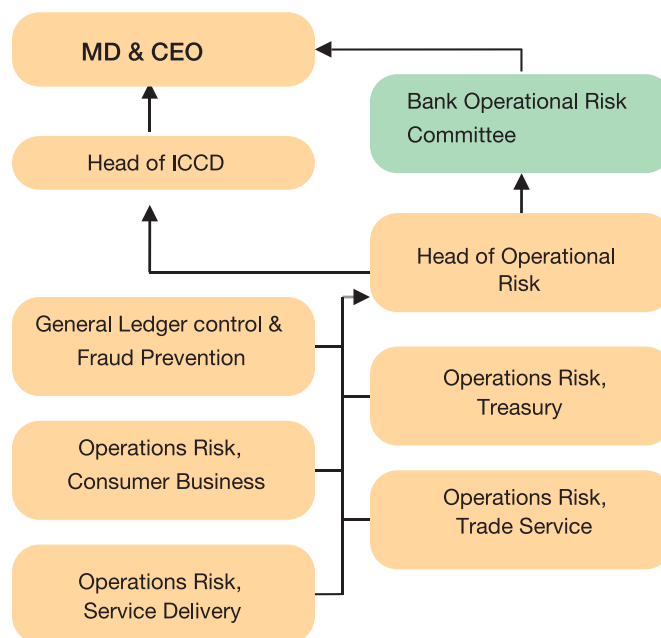 MD & CEO
Bank Operational Risk
Committee
Head of ICCD
Head of Operational
Risk
General Ledger control &
Fraud Prevention
Operations Risk,
Treasury
Operations Risk,
Consumer Business
Operations Risk,
Trade Service
Operations Risk,
Service Delivery